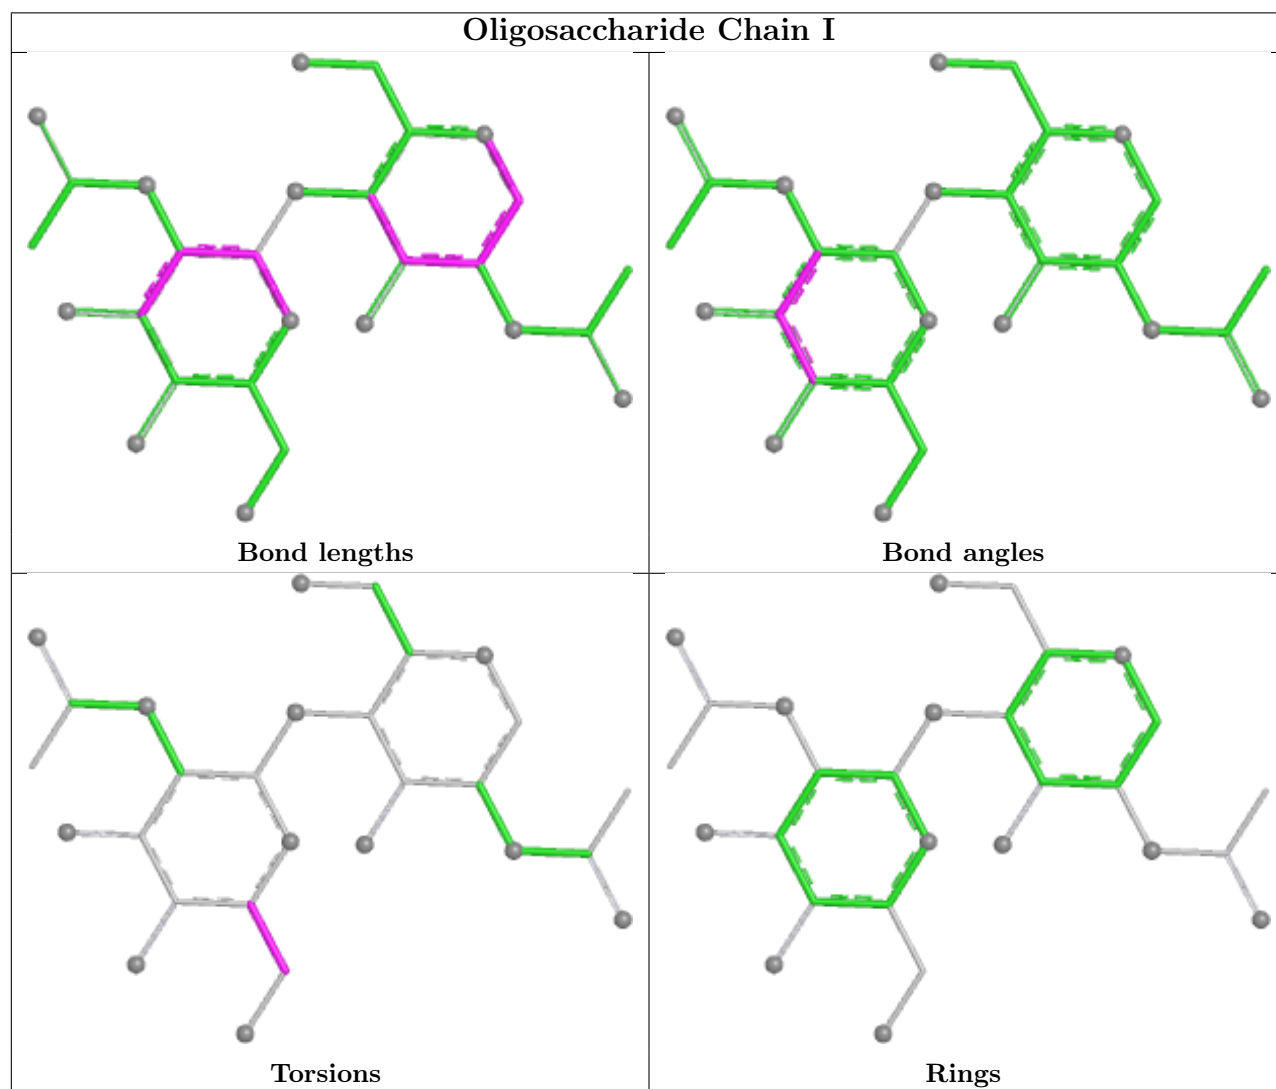 Oligosaccharide Chain I
Bond lengths
Bond angles
Torsions
Rings